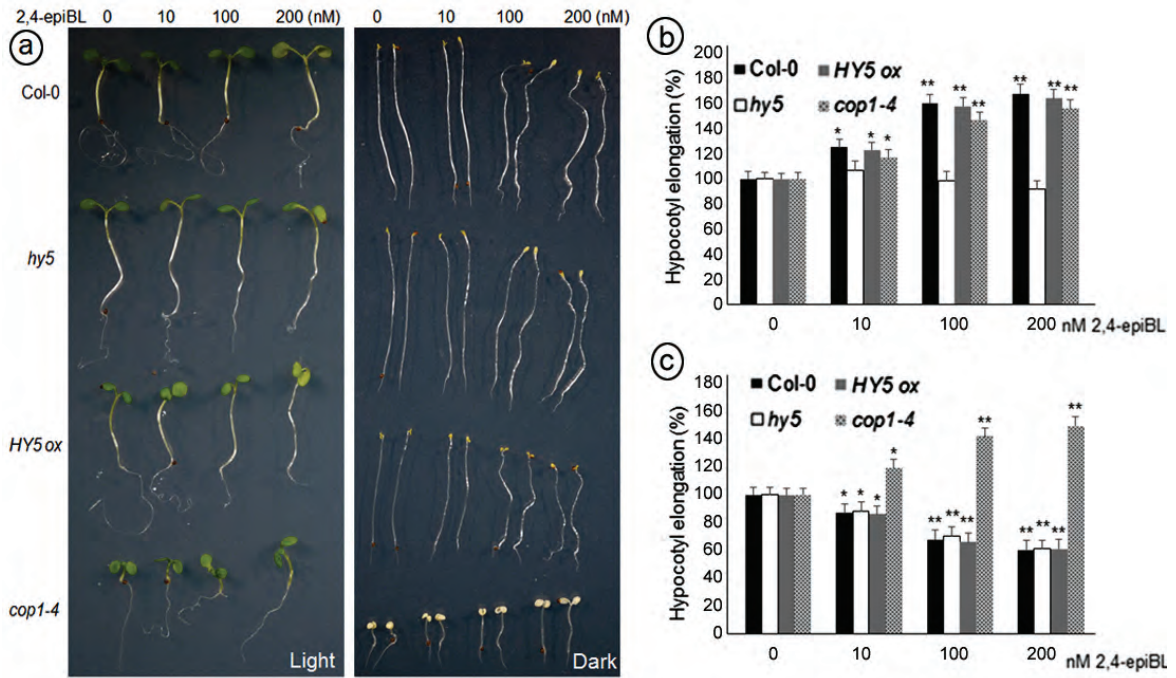 2,4-epiBL 0 10 100 200 (nM) 0 10 100 200 (nM)
a
Col-0
hy5
HY5 ox
cop1-4
Light
Dark
b
Hypocotyl elongation (%)
200
180
160
140
120
100
80
60
40
20
0
Col-0 HY5 ox
hy5 cop1-4
* * *
** ** **
** ** **
0 10 100 200 nM 2,4-epiBL
c
Hypocotyl elongation (%)
180
160
140
120
100
80
60
40
20
0
Col-0 HY5 ox
hy5 cop1-4
* * * *
** ** ** **
** ** ** **
0 10 100 200 nM 2,4-epiBL